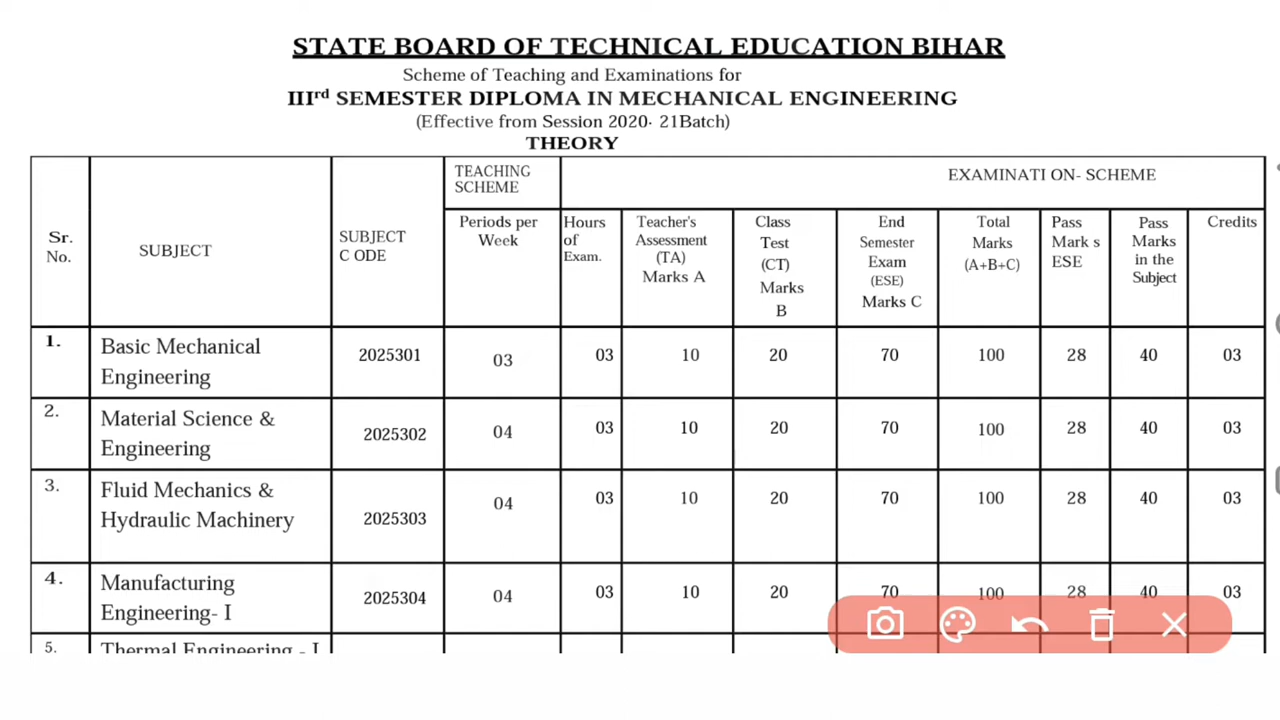 STATE BOARD OF TECHNICAL EDUCATION BIHAR
Scheme of Teaching and Examinations for
IIIrd SEMESTER DIPLOMA IN MECHANICAL ENGINEERING
(Effective from Session 2020- 21Batch)
THEORY
Sr. No.
SUBJECT
SUBJECT C ODE
TEACHING SCHEME
EXAMINATI ON- SCHEME
Periods per Week
Hours of Exam.
Teacher's Assessment (TA) Marks A
Class Test (CT) Marks B
End Semester Exam (ESE) Marks C
Total Marks (A+B+C)
Pass Mark s ESE
Pass Marks in the Subject
Credits
1. Basic Mechanical Engineering 2025301 03 03 10 20 70 100 28 40 03
2. Material Science & Engineering 2025302 04 03 10 20 70 100 28 40 03
3. Fluid Mechanics & Hydraulic Machinery 2025303 04 03 10 20 70 100 28 40 03
4. Manufacturing Engineering- I 2025304 04 03 10 20 70 100 28 40 03
5. Thermal Engineering - I